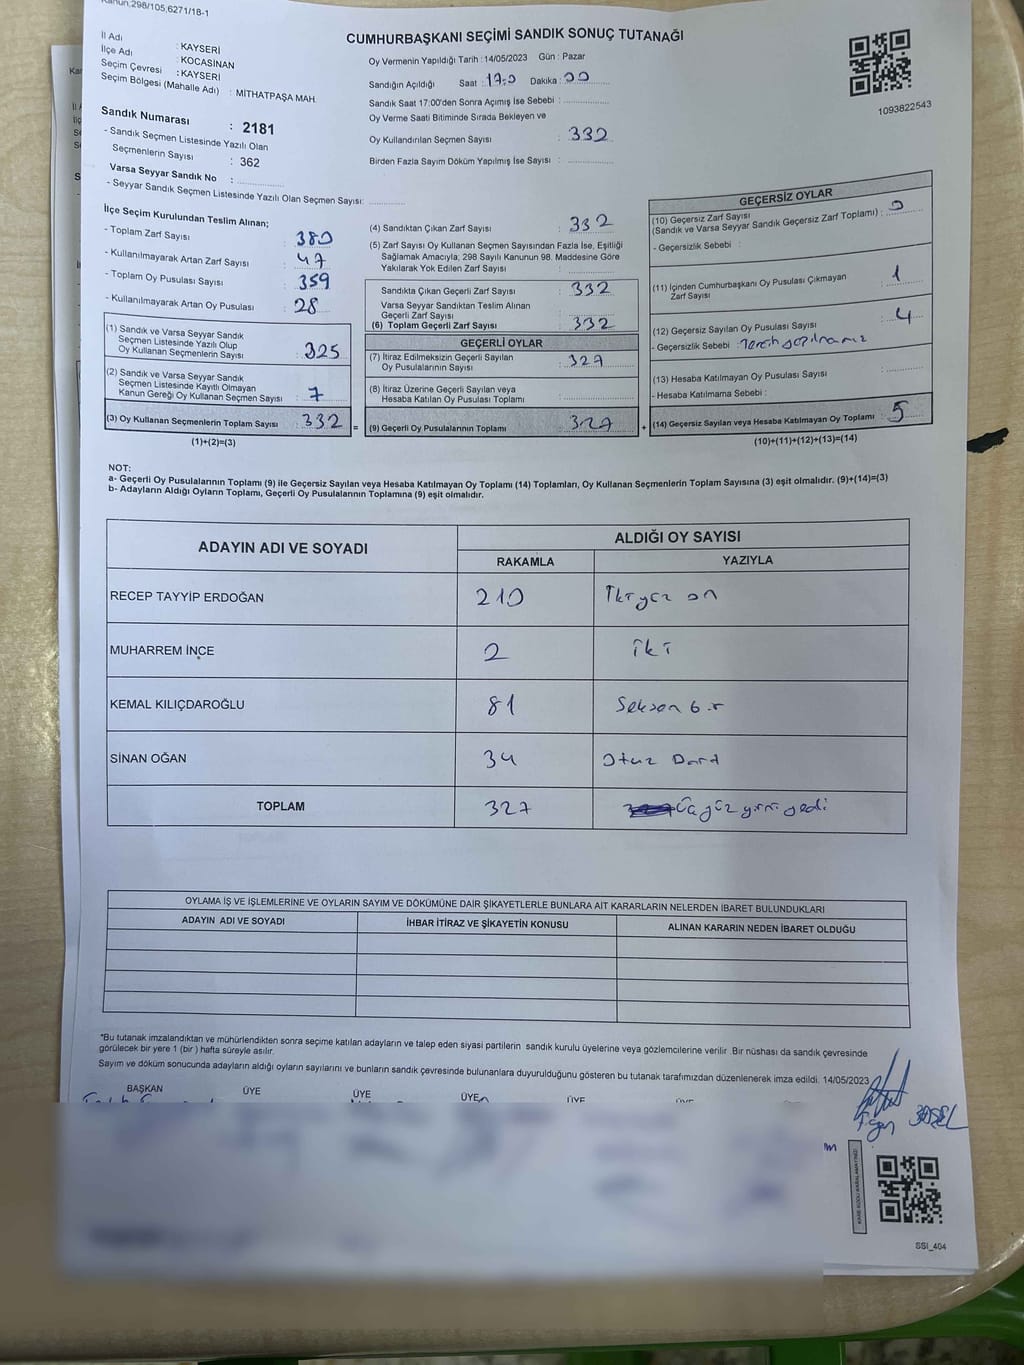 Kanun,298/105,6271/18-1
CUMHURBAŞKANI SEÇİMİ SANDIK SONUÇ TUTANAĞI
İl Adı : KAYSERİ
İlçe Adı : KOCASİNAN
Seçim Çevresi : KAYSERİ
Seçim Bölgesi (Mahalle Adı) : MİTHATPAŞA MAH.
Sandık Numarası : 2181
- Sandık Seçmen Listesinde Yazılı Olan
Seçmenlerin Sayısı : 362
Varsa Seyyar Sandık No :
- Seyyar Sandık Seçmen Listesinde Yazılı Olan Seçmen Sayısı:
Oy Vermenin Yapıldığı Tarih : 14/05/2023 Gün : Pazar
Sandığın Açıldığı Saat : 17.0 Dakika : 00
Sandık Saat 17:00'den Sonra Açımış İse Sebebi :
Oy Verme Saati Bitiminde Sırada Bekleyen ve
Oy Kullandırılan Seçmen Sayısı : 332
Birden Fazla Sayım Döküm Yapılmış İse Sayısı :
1093822543
İlçe Seçim Kurulundan Teslim Alınan;
- Toplam Zarf Sayısı : 380
- Kullanılmayarak Artan Zarf Sayısı : 47
- Toplam Oy Pusulası Sayısı : 359
- Kullanılmayarak Artan Oy Pusulası : 28
(1) Sandık ve Varsa Seyyar Sandık
Seçmen Listesinde Yazılı Olup
Oy Kullanan Seçmenlerin Sayısı : 325
(2) Sandık ve Varsa Seyyar Sandık
Seçmen Listesinde Kayıtlı Olmayan
Kanun Gereği Oy Kullanan Seçmen Sayısı : 7
(3) Oy Kullanan Seçmenlerin Toplam Sayısı : 332
(1)+(2)=(3)
(4) Sandıktan Çıkan Zarf Sayısı : 332
(5) Zarf Sayısı Oy Kullanan Seçmen Sayısından Fazla İse, Eşitliği
Sağlamak Amacıyla; 298 Sayılı Kanunun 98. Maddesine Göre
Yakılarak Yok Edilen Zarf Sayısı :
Sandıkta Çıkan Geçerli Zarf Sayısı : 332
Varsa Seyyar Sandıktan Teslim Alınan
Geçerli Zarf Sayısı :
(6) Toplam Geçerli Zarf Sayısı : 332
GEÇERLİ OYLAR
(7) İtiraz Edilmeksizin Geçerli Sayılan
Oy Pusulalarının Sayısı : 327
(8) İtiraz Üzerine Geçerli Sayılan veya
Hesaba Katılan Oy Pusulası Toplamı :
= (9) Geçerli Oy Pusulalarının Toplamı : 327
GEÇERSİZ OYLAR
(10) Geçersiz Zarf Sayısı
(Sandık ve Varsa Seyyar Sandık Geçersiz Zarf Toplamı) : 0
- Geçersizlik Sebebi :
(11) İçinden Cumhurbaşkanı Oy Pusulası Çıkmayan
Zarf Sayısı : 1
(12) Geçersiz Sayılan Oy Pusulası Sayısı : 4
- Geçersizlik Sebebi : Tercih yapılmamız
(13) Hesaba Katılmayan Oy Pusulası Sayısı :
- Hesaba Katılmama Sebebi :
+ (14) Geçersiz Sayılan veya Hesaba Katılmayan Oy Toplamı : 5
(10)+(11)+(12)+(13)=(14)
NOT:
a- Geçerli Oy Pusulalarının Toplamı (9) ile Geçersiz Sayılan veya Hesaba Katılmayan Oy Toplamı (14) Toplamları, Oy Kullanan Seçmenlerin Toplam Sayısına (3) eşit olmalıdır. (9)+(14)=(3)
b- Adayların Aldığı Oyların Toplamı, Geçerli Oy Pusulalarının Toplamına (9) eşit olmalıdır.
ADAYIN ADI VE SOYADI ALDIĞI OY SAYISI
RAKAMLA YAZIYLA
RECEP TAYYİP ERDOĞAN 210 İkiyüz on
MUHARREM İNCE 2 iki
KEMAL KILIÇDAROĞLU 81 Seksen bir
SİNAN OĞAN 34 Otuz Dört
TOPLAM 327 Üçyüz yirmi yedi
OYLAMA İŞ VE İŞLEMLERİNE VE OYLARIN SAYIM VE DÖKÜMÜNE DAİR ŞİKAYETLERLE BUNLARA AİT KARARLARIN NELERDEN İBARET BULUNDUKLARI
ADAYIN ADI VE SOYADI İHBAR İTİRAZ VE ŞİKAYETİN KONUSU ALINAN KARARIN NEDEN İBARET OLDUĞU
*Bu tutanak imzalandıktan ve mühürlendikten sonra seçime katılan adayların ve talep eden siyasi partilerin sandık kurulu üyelerine veya gözlemcilerine verilir .Bir nüshası da sandık çevresinde
görülecek bir yere 1 (bir ) hafta süreyle asılır.
Sayım ve döküm sonucunda adayların aldığı oyların sayılarını ve bunların sandık çevresinde bulunanlara duyurulduğunu gösteren bu tutanak tarafımızdan düzenlenerek imza edildi. 14/05/2023
BAŞKAN ÜYE ÜYE ÜYE ÜYE ÜYE
KARE KODU KARALAMAYINIZ!
SSI_404